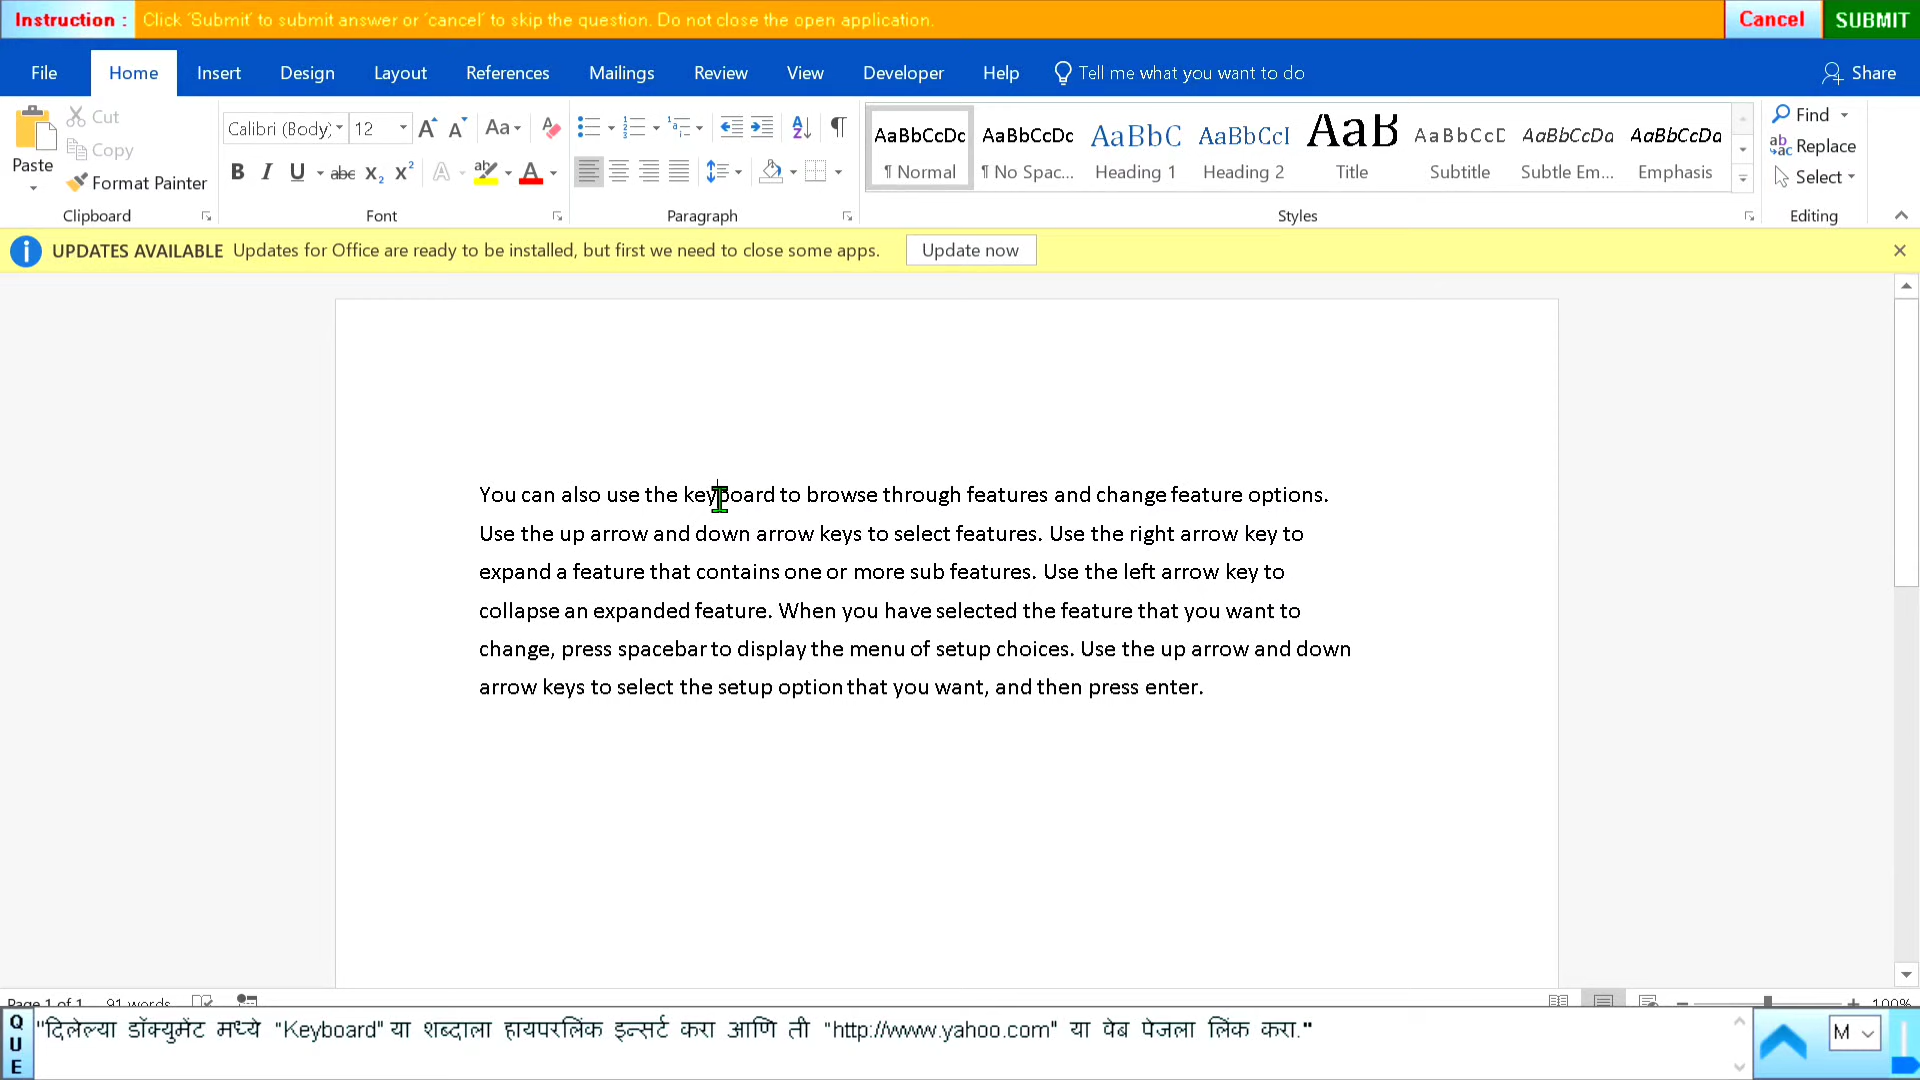 Instruction : Click 'Submit' to submit answer or 'cancel' to skip the question. Do not close the open application. Cancel SUBMIT
File Home Insert Design Layout References Mailings Review View Developer Help Tell me what you want to do Share
Paste Cut Copy Format Painter
Calibri (Body) 12
AaBbCcDc AaBbCcDc AaBbC AaBbCcI AaB AaBbCcD AaBbCcDa AaBbCcDa
¶ Normal ¶ No Spac... Heading 1 Heading 2 Title Subtitle Subtle Em... Emphasis
Find Replace Select
Clipboard Font Paragraph Styles Editing
UPDATES AVAILABLE Updates for Office are ready to be installed, but first we need to close some apps. Update now
You can also use the keyboard to browse through features and change feature options.
Use the up arrow and down arrow keys to select features. Use the right arrow key to
expand a feature that contains one or more sub features. Use the left arrow key to
collapse an expanded feature. When you have selected the feature that you want to
change, press spacebar to display the menu of setup choices. Use the up arrow and down
arrow keys to select the setup option that you want, and then press enter.
Page 1 of 1 91 words 100%
QUE "दिलेल्या डॉक्युमेंट मध्ये "Keyboard" या शब्दाला हायपरलिंक इन्सर्ट करा आणि ती "http://www.yahoo.com" या वेब पेजला लिंक करा." M